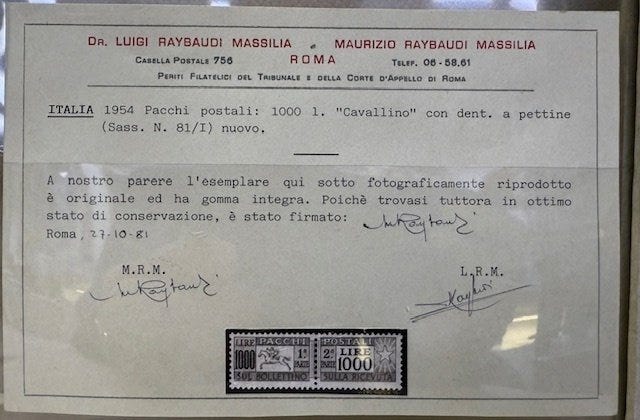 DR. LUIGI RAYBAUDI MASSILIA e MAURIZIO RAYBAUDI MASSILIA
CASELLA POSTALE 756 ROMA TELEF. 06-58.61
PERITI FILATELICI DEL TRIBUNALE E DELLA CORTE D'APPELLO DI ROMA
ITALIA 1954 Pacchi postali: 1000 l. "Cavallino" con dent. a pettine
(Sass. N. 81/I) nuovo.
A nostro parere l'esemplare qui sotto fotograficamente riprodotto
è originale ed ha gomma integra. Poichè trovasi tuttora in ottimo
stato di conservazione, è stato firmato:
Roma, 27-10-81
M.R.M. L.R.M.
LIRE PACCHI POSTALI
1000 1ª PARTE 2ª PARTE LIRE 1000
SUL BOLLETTINO SULLA RICEVUTA